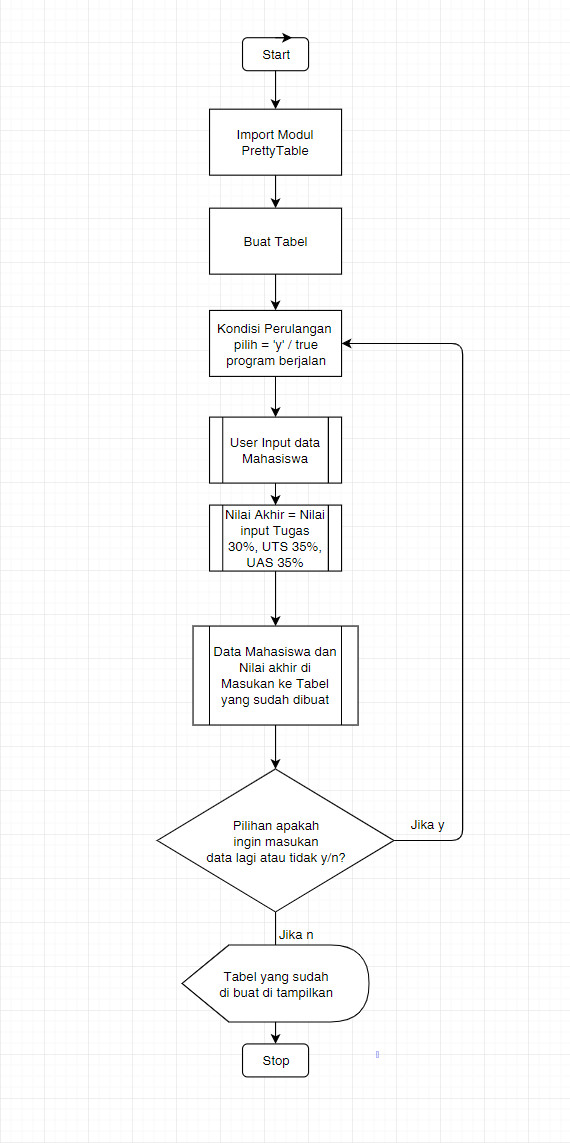 Start
Import Modul
PrettyTable
Buat Tabel
Kondisi Perulangan
pilih = 'y' / true
program berjalan
User Input data
Mahasiswa
Nilai Akhir = Nilai
input Tugas
30%, UTS 35%,
UAS 35%
Data Mahasiswa dan
Nilai akhir di
Masukan ke Tabel
yang sudah dibuat
Pilihan apakah
ingin masukan
data lagi atau tidak y/n?
Jika y
Jika n
Tabel yang sudah
di buat di tampilkan
Stop